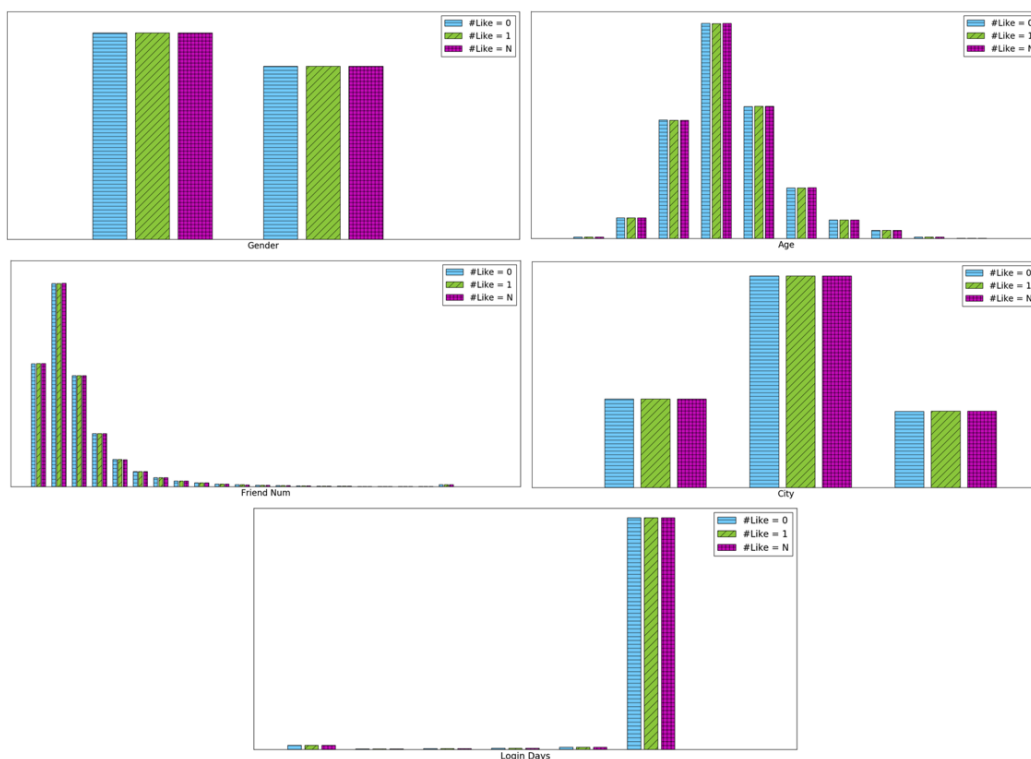 #Like = 0
#Like = 1
#Like = N
Gender
#Like = 0
#Like = 1
#Like = N
Age
#Like = 0
#Like = 1
#Like = N
Friend Num
#Like = 0
#Like = 1
#Like = N
City
#Like = 0
#Like = 1
#Like = N
Login Days